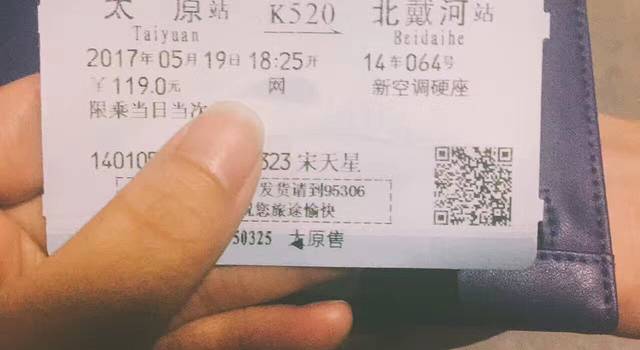 太原站 K520 北戴河站
Taiyuan Beidaihe
2017年05月19日 18:25开 14车064号
￥119.0元 网 新空调硬座
限乘当日当次
14010 323 宋天星
发货请到95306
祝您旅途愉快
50325 太原售